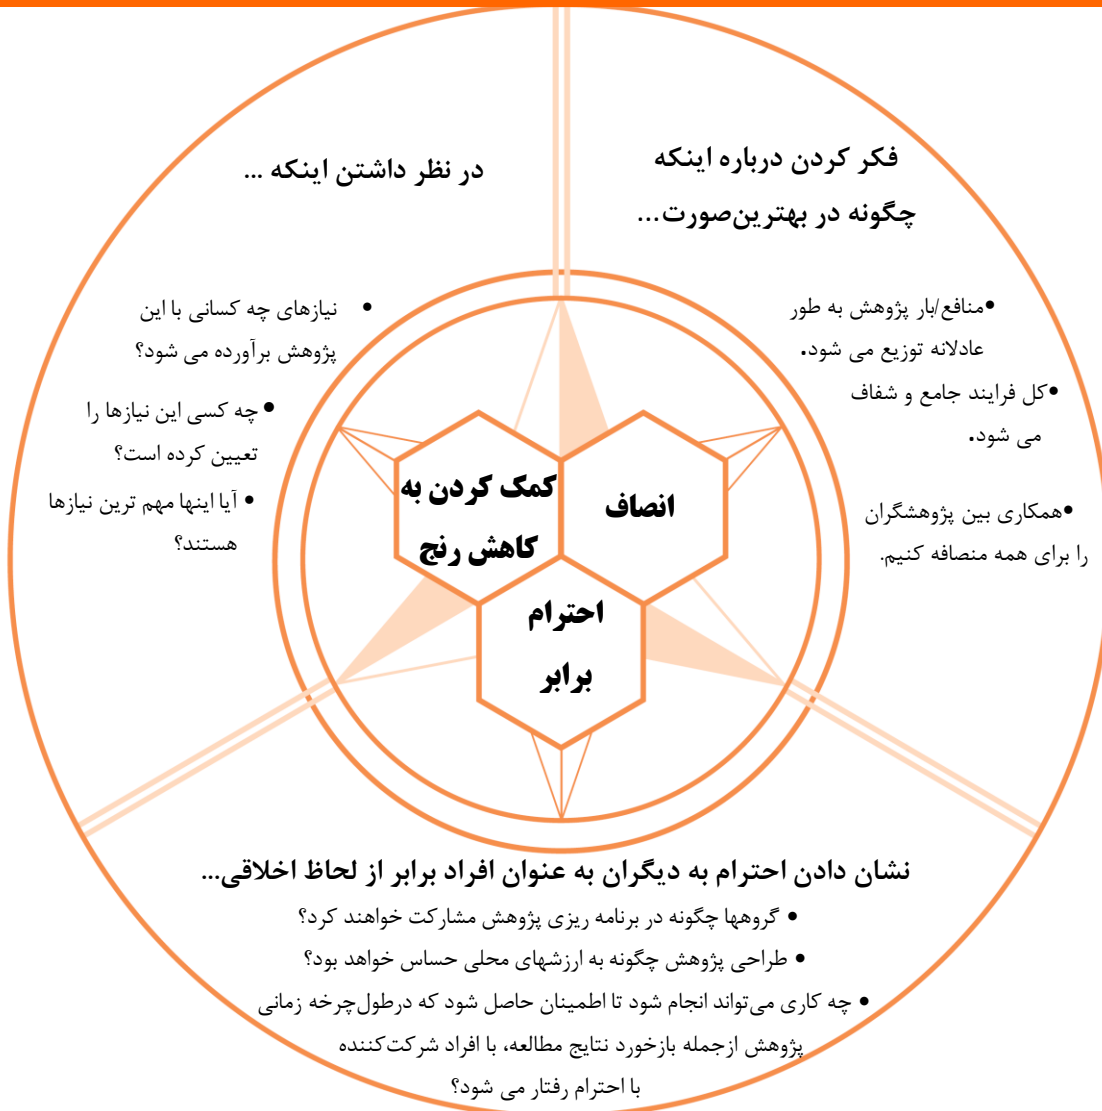 فکر کردن درباره اینکه
چگونه در بهترین‌صورت...
•منافع/بار پژوهش به طور
عادلانه توزیع می شود.
•کل فرایند جامع و شفاف
می شود.
•همکاری بین پژوهشگران
را برای همه منصافه کنیم.
در نظر داشتن اینکه ...
• نیازهای چه کسانی با این
پژوهش برآورده می شود؟
• چه کسی این نیازها را
تعیین کرده است؟
• آیا اینها مهم ترین نیازها
هستند؟
انصاف
کمک کردن به
کاهش رنج
احترام
برابر
نشان دادن احترام به دیگران به عنوان افراد برابر از لحاظ اخلاقی...
• گروهها چگونه در برنامه ریزی پژوهش مشارکت خواهند کرد؟
• طراحی پژوهش چگونه به ارزشهای محلی حساس خواهد بود؟
• چه کاری می‌تواند انجام شود تا اطمینان حاصل شود که درطول‌چرخه زمانی
پژوهش ازجمله بازخورد نتایج مطالعه، با افراد شرکت‌کننده
با احترام رفتار می شود؟